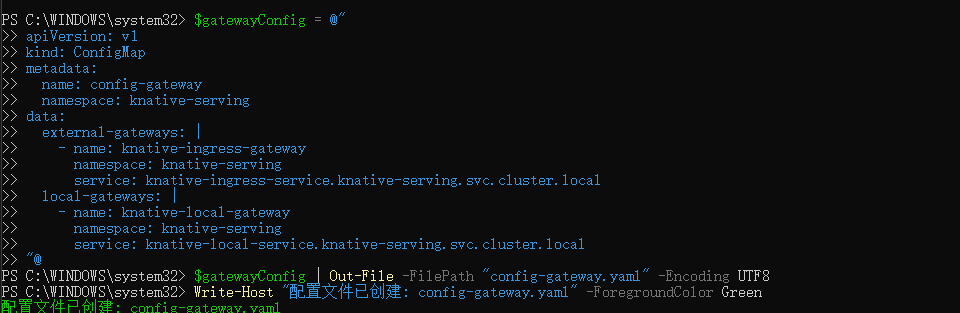 PS C:\WINDOWS\system32> $gatewayConfig = @"
>> apiVersion: v1
>> kind: ConfigMap
>> metadata:
>>   name: config-gateway
>>   namespace: knative-serving
>> data:
>>   external-gateways: |
>>     - name: knative-ingress-gateway
>>       namespace: knative-serving
>>       service: knative-ingress-service.knative-serving.svc.cluster.local
>>   local-gateways: |
>>     - name: knative-local-gateway
>>       namespace: knative-serving
>>       service: knative-local-service.knative-serving.svc.cluster.local
>> "@
PS C:\WINDOWS\system32> $gatewayConfig | Out-File -FilePath "config-gateway.yaml" -Encoding UTF8
PS C:\WINDOWS\system32> Write-Host "配置文件已创建: config-gateway.yaml" -ForegroundColor Green
配置文件已创建: config-gateway.yaml